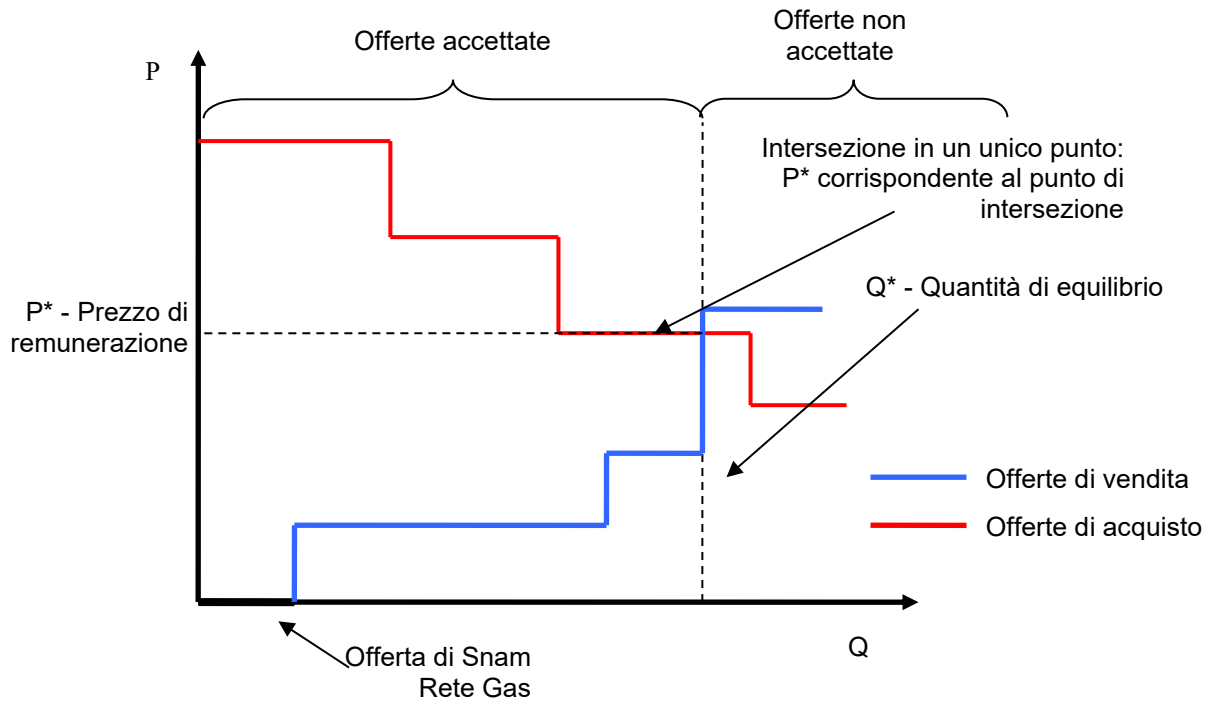 Offerte accettate
Offerte non
accettate
P
Intersezione in un unico punto:
P* corrispondente al punto di
intersezione
Q* - Quantità di equilibrio
P* - Prezzo di
remunerazione
Offerte di vendita
Offerte di acquisto
Q
Offerta di Snam
Rete Gas